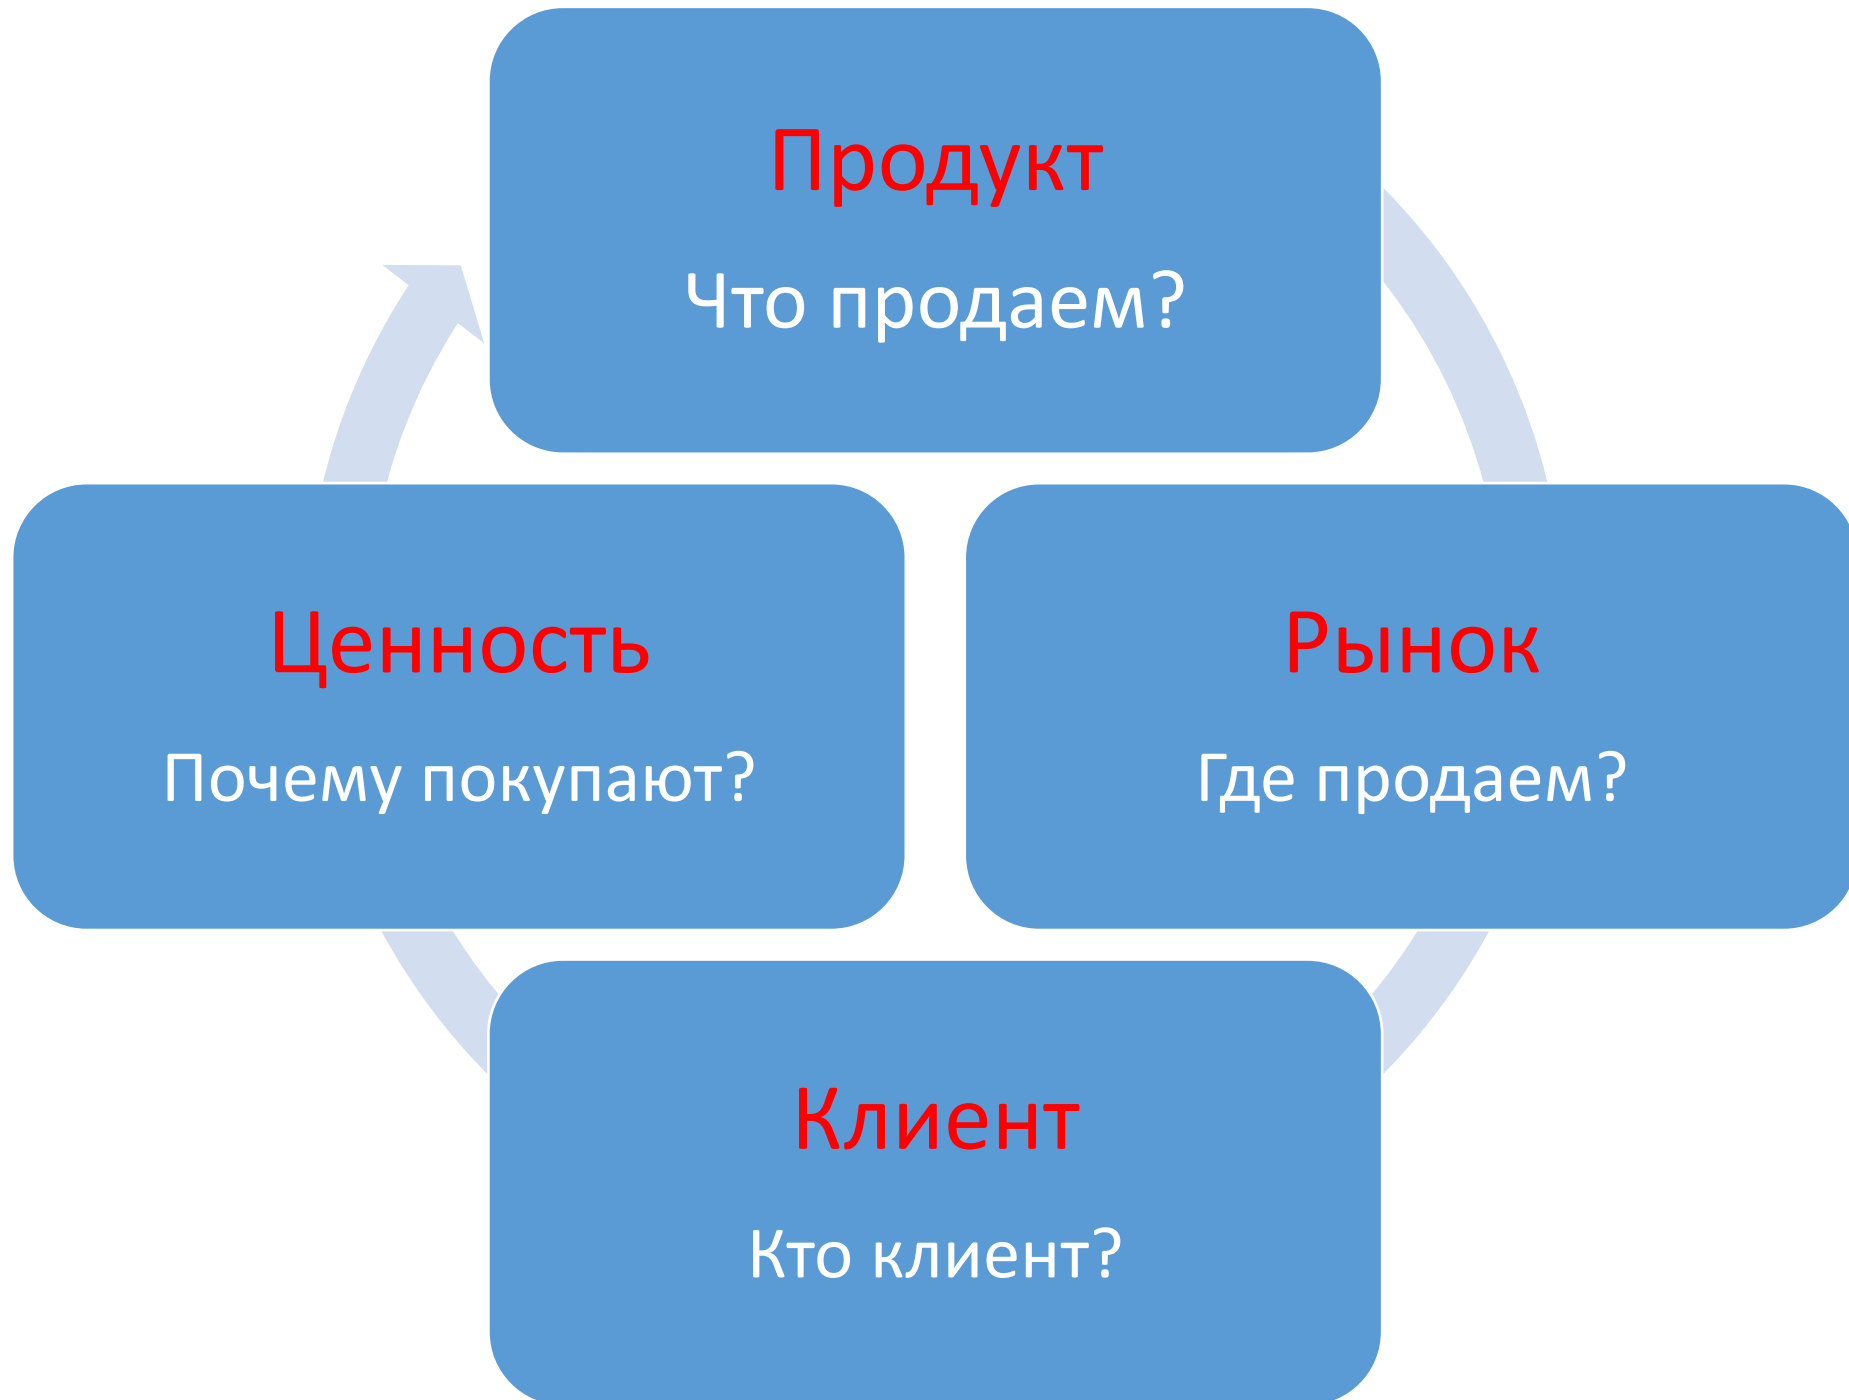 Продукт
Что продаем?
Ценность
Почему покупают?
Рынок
Где продаем?
Клиент
Кто клиент?